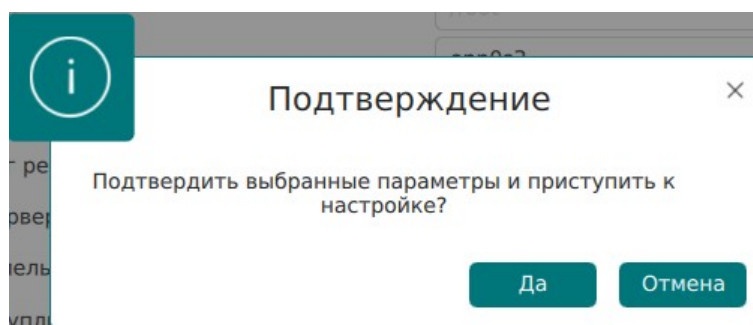 i
Подтверждение
Подтвердить выбранные параметры и приступить к
настройке?
Да
Отмена